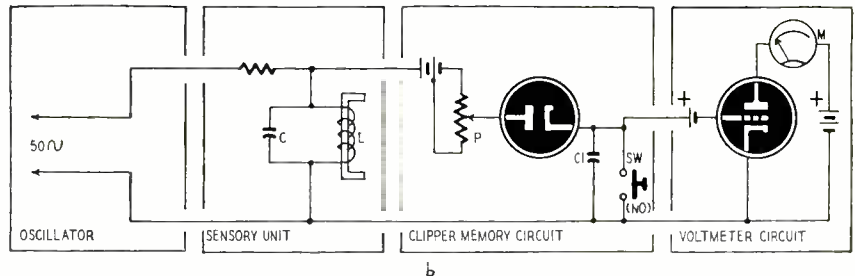 50∿
C
L
P
C1
SW
(NO)
+
M
+
OSCILLATOR
SENSORY UNIT
CLIPPER MEMORY CIRCUIT
VOLTMETER CIRCUIT
b